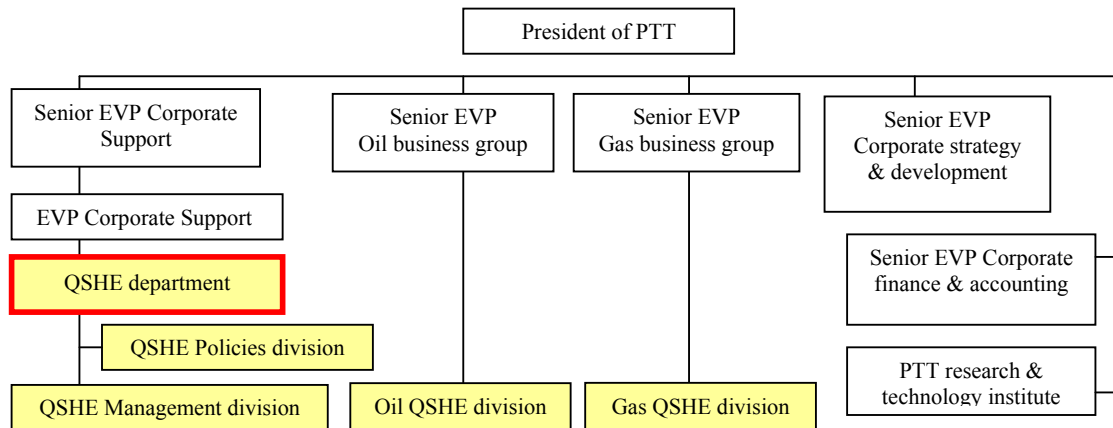 President of PTT
Senior EVP Corporate
Support
Senior EVP
Oil business group
Senior EVP
Gas business group
Senior EVP
Corporate strategy
& development
EVP Corporate Support
QSHE department
Senior EVP Corporate
finance & accounting
QSHE Policies division
QSHE Management division
Oil QSHE division
Gas QSHE division
PTT research &
technology institute